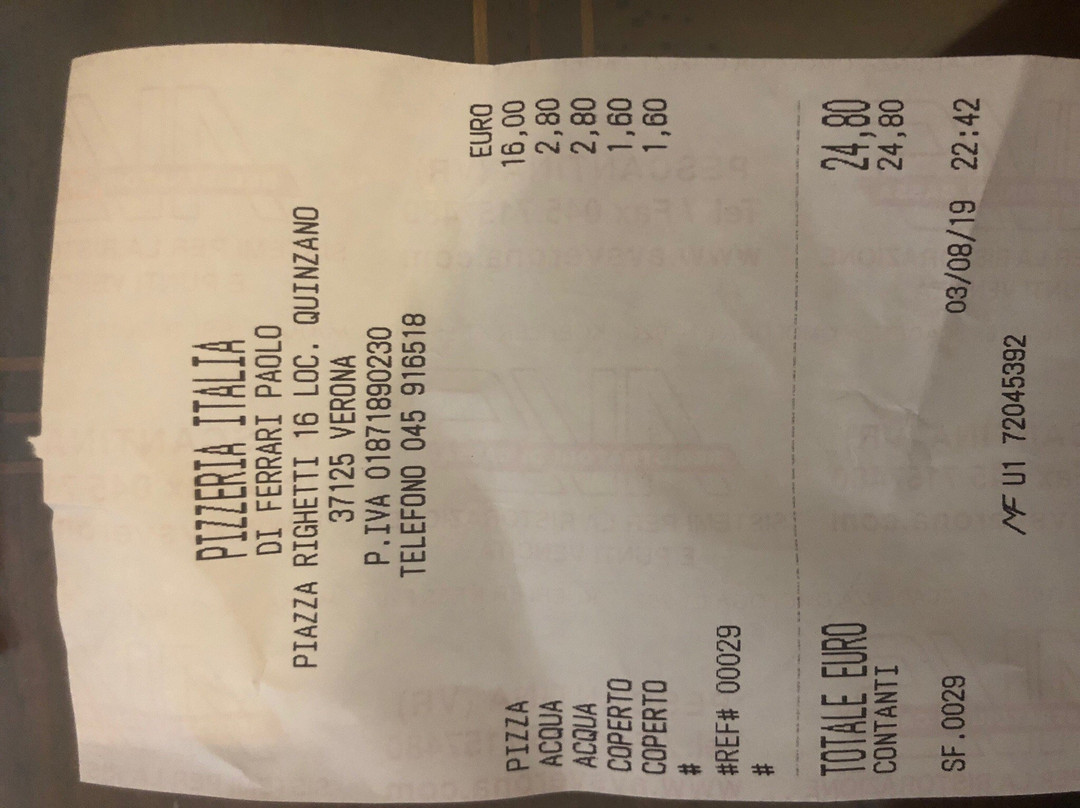 PIZZERIA ITALIA
DI FERRARI PAOLO
PIAZZA RIGHETTI 16 LOC. QUINZANO
37125 VERONA
P.IVA 01871890230
TELEFONO 045 916518
EURO
PIZZA 16,00
ACQUA 2,80
ACQUA 2,80
COPERTO 1,60
COPERTO 1,60
#
#REF# 00029
#
TOTALE EURO 24,80
CONTANTI 24,80
SF.0029 03/08/19 22:42
MF U1 72045392